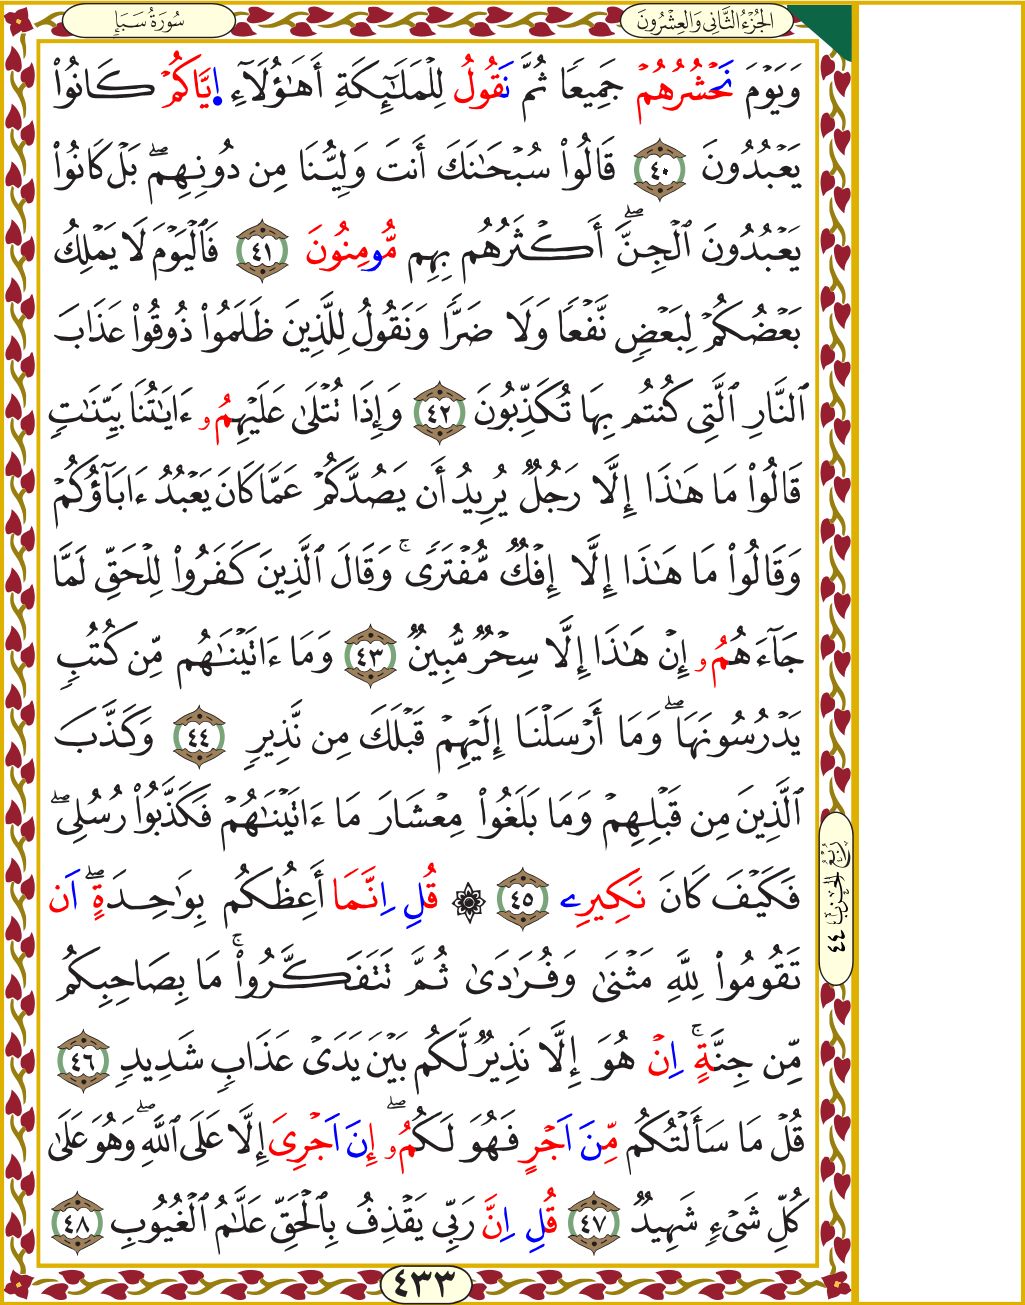 الجُزْءُ الثَّانِي وَالعِشْرُونَ
سُورَةُ سَبَإٍ
وَيَوْمَ نَحْشُرُهُمْ جَمِيعًا ثُمَّ نَقُولُ لِلْمَلَٰٓئِكَةِ أَهَٰٓؤُلَآءِ اِيَّاكُمْ كَانُواْ
يَعْبُدُونَ ٤٠ قَالُواْ سُبْحَٰنَكَ أَنتَ وَلِيُّنَا مِن دُونِهِمۖ بَلْ كَانُواْ
يَعْبُدُونَ ٱلْجِنَّۖ أَكْثَرُهُم بِهِم مُّومِنُونَ ٤١ فَالْيَوْمَ لَا يَمْلِكُ
بَعْضُكُمْ لِبَعْضٍ نَّفْعًا وَلَا ضَرًّا وَنَقُولُ لِلَّذِينَ ظَلَمُواْ ذُوقُواْ عَذَابَ
ٱلنَّارِ ٱلَّتِي كُنتُم بِهَا تُكَذِّبُونَ ٤٢ وَإِذَا تُتْلَىٰ عَلَيْهِمُۥ ءَايَٰتُنَا بَيِّنَٰتٍ
قَالُواْ مَا هَٰذَا إِلَّا رَجُلٌ يُرِيدُ أَن يَصُدَّكُمْ عَمَّا كَانَ يَعْبُدُ ءَابَآؤُكُمْ
وَقَالُواْ مَا هَٰذَا إِلَّا إِفْكٌ مُّفْتَرًىۚ وَقَالَ ٱلَّذِينَ كَفَرُواْ لِلْحَقِّ لَمَّا
جَآءَهُمُۥ إِنْ هَٰذَا إِلَّا سِحْرٌ مُّبِينٌ ٤٣ وَمَا ءَاتَيْنَٰهُم مِّن كُتُبٍ
يَدْرُسُونَهَاۖ وَمَا أَرْسَلْنَا إِلَيْهِمْ قَبْلَكَ مِن نَّذِيرٍ ٤٤ وَكَذَّبَ
ٱلَّذِينَ مِن قَبْلِهِمْ وَمَا بَلَغُواْ مِعْشَارَ مَا ءَاتَيْنَٰهُمْ فَكَذَّبُواْ رُسُلِيۖ
فَكَيْفَ كَانَ نَكِيرِے ٤٥ ۞ قُلِ اِنَّمَا أَعِظُكُم بِوَٰحِدَةٍۖ اَن
تَقُومُواْ لِلَّهِ مَثْنَىٰ وَفُرَٰدَىٰ ثُمَّ تَتَفَكَّرُواْۚ مَا بِصَاحِبِكُم
مِّن جِنَّةٍۚ اِنْ هُوَ إِلَّا نَذِيرٌ لَّكُم بَيْنَ يَدَىْ عَذَابٍ شَدِيدٍ ٤٦
قُلْ مَا سَأَلْتُكُم مِّنَ اَجْرٍ فَهُوَ لَكُمُۥۖ إِنَ اَجْرِىَ إِلَّا عَلَى ٱللَّهِۖ وَهُوَ عَلَىٰ
كُلِّ شَىْءٍ شَهِيدٌ ٤٧ قُلِ اِنَّ رَبِّي يَقْذِفُ بِالْحَقِّ عَلَّٰمُ ٱلْغُيُوبِ ٤٨
رُبُعُ الحِزْبِ ٤٤
٤٣٣